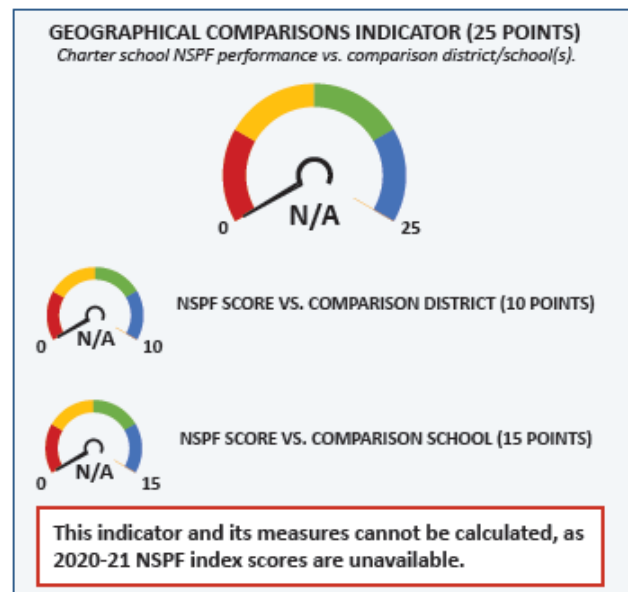 GEOGRAPHICAL COMPARISONS INDICATOR (25 POINTS)
Charter school NSPF performance vs. comparison district/school(s).
N/A
0
25
NSPF SCORE VS. COMPARISON DISTRICT (10 POINTS)
N/A
0
10
NSPF SCORE VS. COMPARISON SCHOOL (15 POINTS)
N/A
0
15
This indicator and its measures cannot be calculated, as
2020-21 NSPF index scores are unavailable.